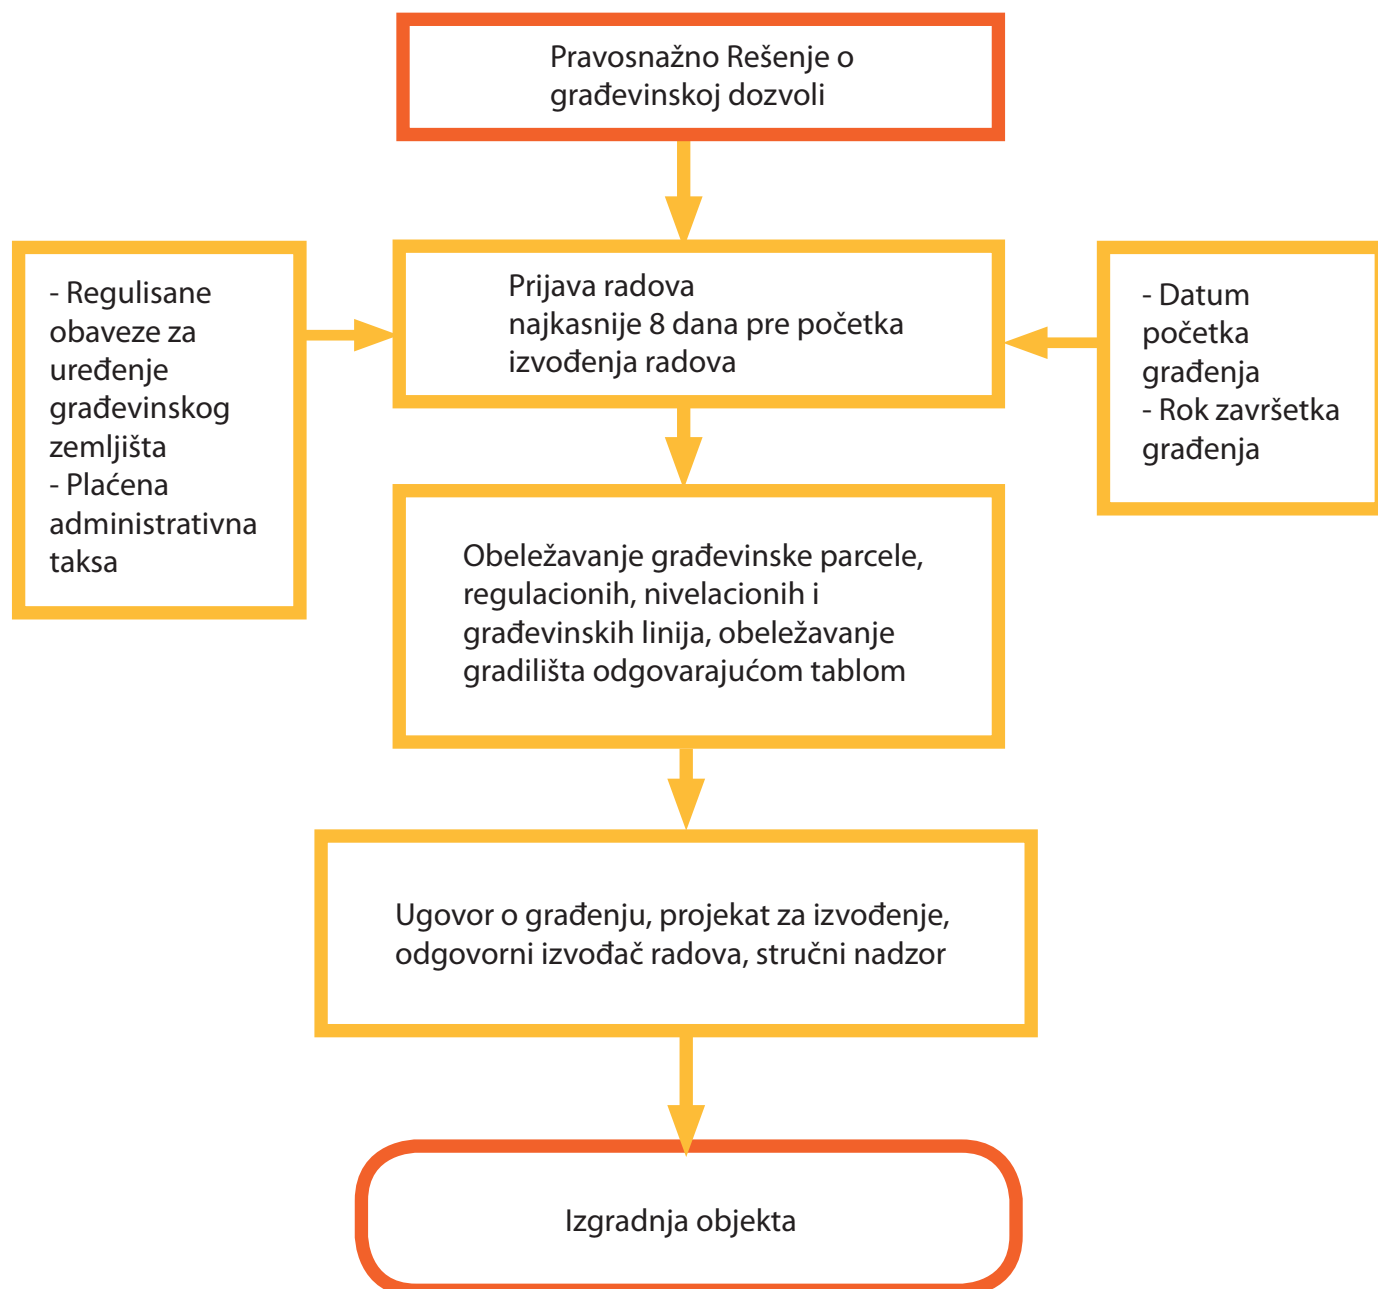 Pravosnažno Rešenje o
građevinskoj dozvoli
- Regulisane
obaveze za
uređenje
građevinskog
zemljišta
- Plaćena
administrativna
taksa
Prijava radova
najkasnije 8 dana pre početka
izvođenja radova
- Datum
početka
građenja
- Rok završetka
građenja
Obeležavanje građevinske parcele,
regulacionih, nivelacionih i
građevinskih linija, obeležavanje
gradilišta odgovarajućom tablom
Ugovor o građenju, projekat za izvođenje,
odgovorni izvođač radova, stručni nadzor
Izgradnja objekta